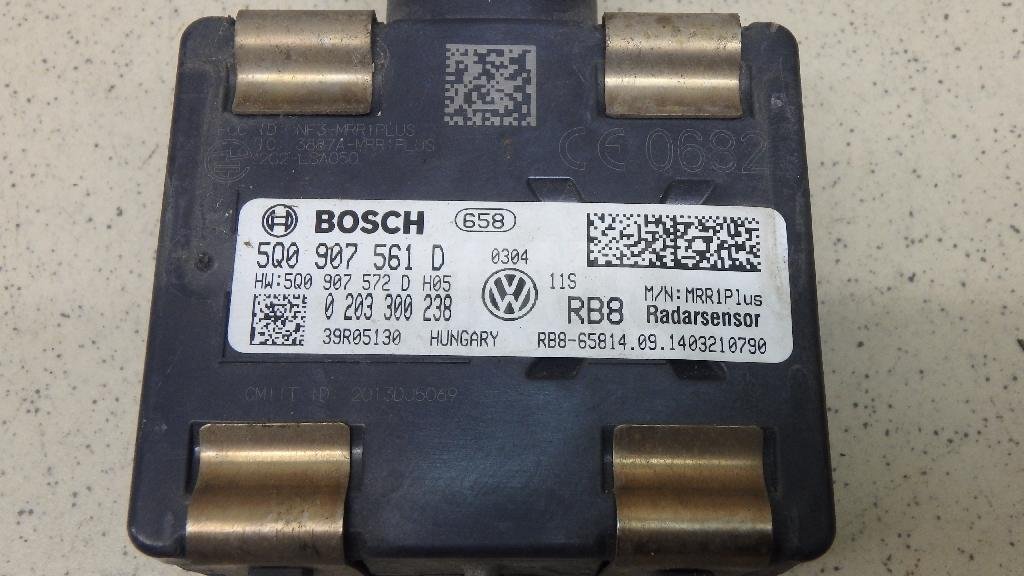 FCC ID NF3-MRR1PLUS
IC 3887A-MRR1PLUS
CE 0682
BOSCH 658
5Q0 907 561 D 0304
HW:5Q0 907 572 D H05 11S
0 203 300 238 RB8 M/N:MRR1Plus
Radarsensor
39R05130 HUNGARY RB8-65814.09.1403210790
CMIIT ID 2013DJ5069